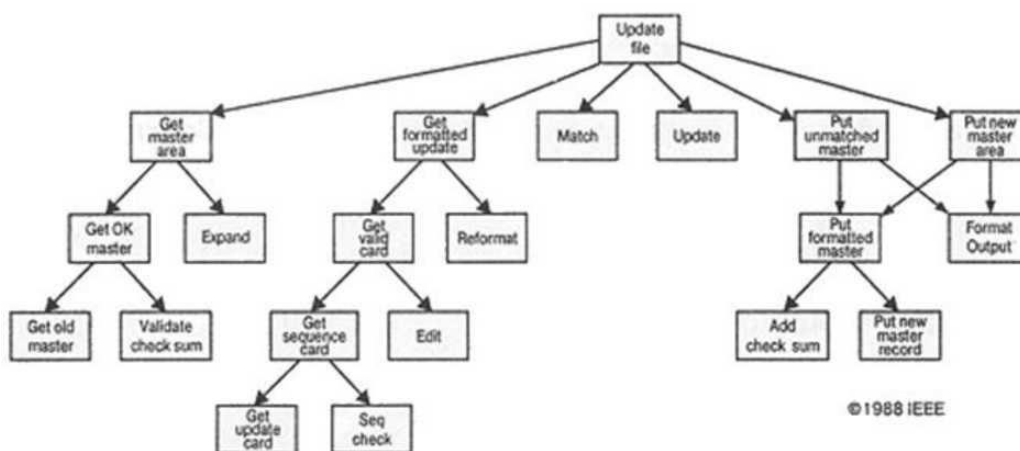 Update
file
Get
master
area
Get
formatted
update
Match
Update
Put
unmatched
master
Put new
master
area
Get OK
master
Expand
Get
valid
card
Reformat
Put
formatted
master
Format
Output
Get old
master
Validate
check sum
Get
sequence
card
Edit
Add
check sum
Put new
master
record
Get
update
card
Seq
check
©1988 IEEE